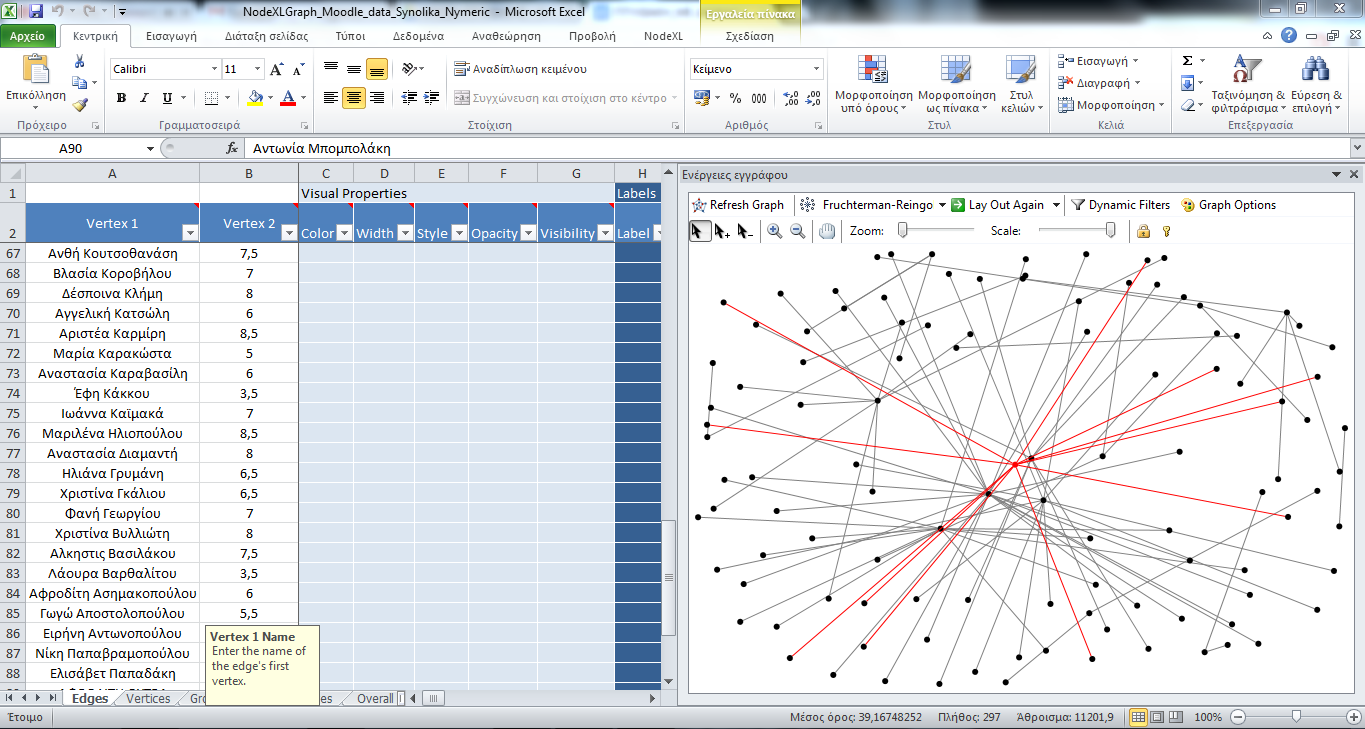 NodeXLGraph_Moodle_data_Synolika_Nymeric - Microsoft Excel
Εργαλεία πίνακα
Αρχείο Κεντρική Εισαγωγή Διάταξη σελίδας Τύποι Δεδομένα Αναθεώρηση Προβολή NodeXL Σχεδίαση
Επικόλληση
Calibri 11
B I U
Αναδίπλωση κειμένου
Συγχώνευση και στοίχιση στο κέντρο
Κείμενο
% 000
Μορφοποίηση υπό όρους
Μορφοποίηση ως πίνακα
Στυλ κελιών
Εισαγωγή
Διαγραφή
Μορφοποίηση
Ταξινόμηση & φιλτράρισμα
Εύρεση & επιλογή
Πρόχειρο Γραμματοσειρά Στοίχιση Αριθμός Στυλ Κελιά Επεξεργασία
A90 fx Αντωνία Μπομπολάκη
A B C D E F G H
1 Visual Properties Labels
2 Vertex 1 Vertex 2 Color Width Style Opacity Visibility Label
67 Ανθή Κουτσοθανάση 7,5
68 Βλασία Κοροβήλου 7
69 Δέσποινα Κλήμη 8
70 Αγγελική Κατσώλη 6
71 Αριστέα Καρμίρη 8,5
72 Μαρία Καρακώστα 5
73 Αναστασία Καραβασίλη 6
74 Έφη Κάκκου 3,5
75 Ιωάννα Καϊμακά 7
76 Μαριλένα Ηλιοπούλου 8,5
77 Αναστασία Διαμαντή 8
78 Ηλιάνα Γρυμάνη 6,5
79 Χριστίνα Γκάλιου 6,5
80 Φανή Γεωργίου 7
81 Χριστίνα Βυλλιώτη 8
82 Αλκηστις Βασιλάκου 7,5
83 Λάουρα Βαρθαλίτου 3,5
84 Αφροδίτη Ασημακοπούλου 6
85 Γωγώ Αποστολοπούλου 5,5
86 Ειρήνη Αντωνοπούλου
87 Νίκη Παπαβραμοπούλου
88 Ελισάβετ Παπαδάκη
Vertex 1 Name
Enter the name of
the edge's first
vertex.
Edges Vertices Gr es Overall
Ενέργειες εγγράφου
Refresh Graph Fruchterman-Reingo Lay Out Again Dynamic Filters Graph Options
Zoom: Scale:
Έτοιμο Μέσος όρος: 39,16748252 Πλήθος: 297 Άθροισμα: 11201,9 100%